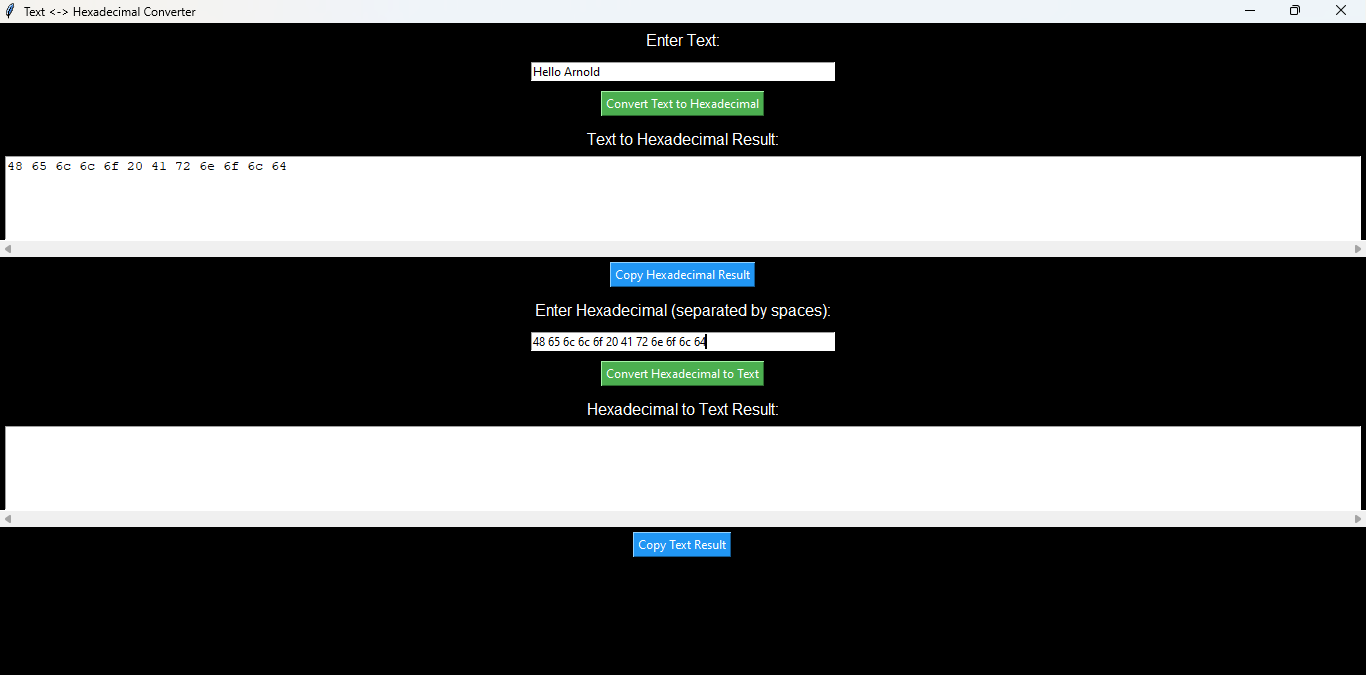 Text <-> Hexadecimal Converter
Enter Text:
Hello Arnold
Convert Text to Hexadecimal
Text to Hexadecimal Result:
48 65 6c 6c 6f 20 41 72 6e 6f 6c 64
Copy Hexadecimal Result
Enter Hexadecimal (separated by spaces):
48 65 6c 6c 6f 20 41 72 6e 6f 6c 64
Convert Hexadecimal to Text
Hexadecimal to Text Result:
Copy Text Result